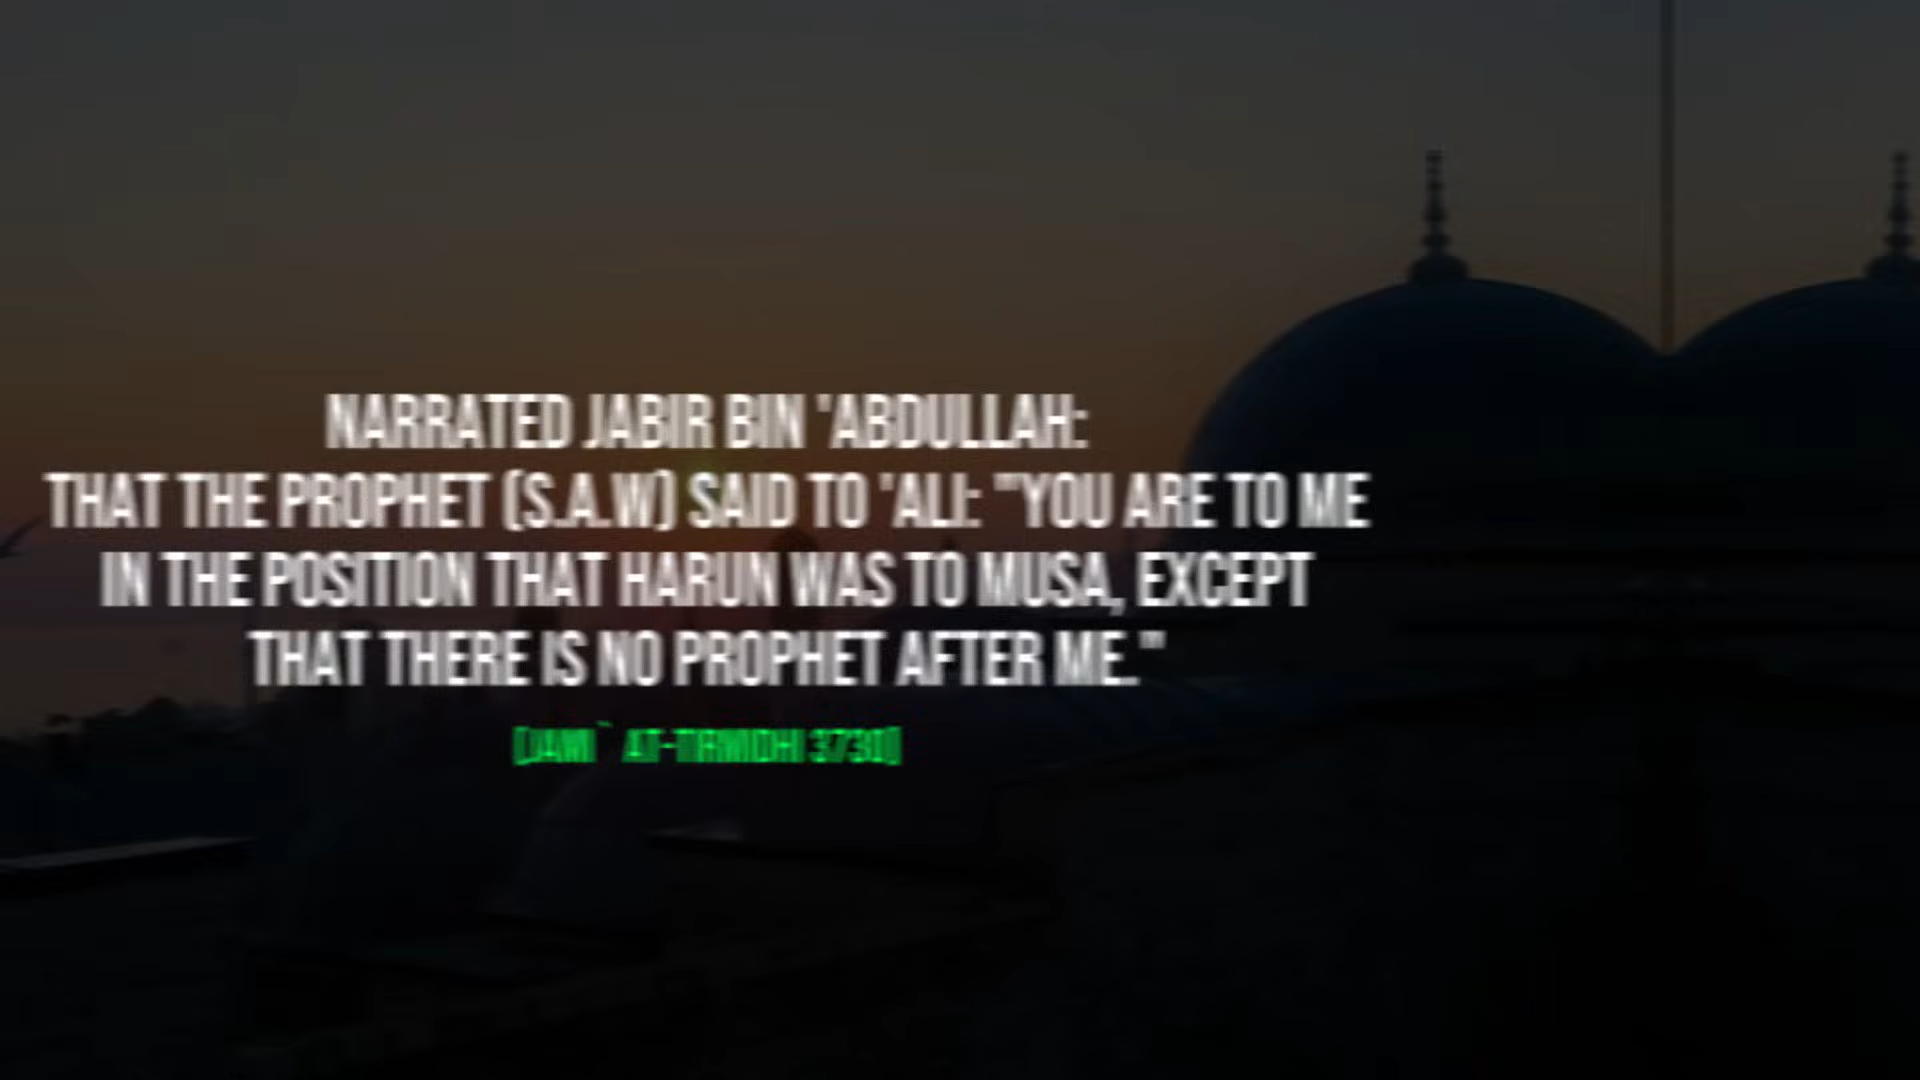 NARRATED JABIR BIN 'ABDULLAH:
THAT THE PROPHET (S.A.W) SAID TO 'ALI: "YOU ARE TO ME
IN THE POSITION THAT HARUN WAS TO MUSA, EXCEPT
THAT THERE IS NO PROPHET AFTER ME."
[JAMI` AT-TIRMIDHI 3730]